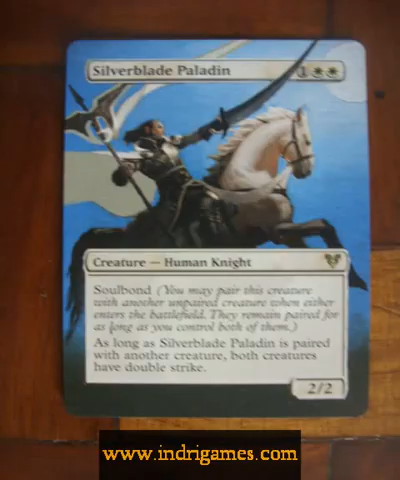 Silverblade Paladin 1
Creature — Human Knight
Soulbond (You may pair this creature
with another unpaired creature when either
enters the battlefield. They remain paired for
as long as you control both of them.)
As long as Silverblade Paladin is paired
with another creature, both creatures
have double strike.
2/2
www.indrigames.com